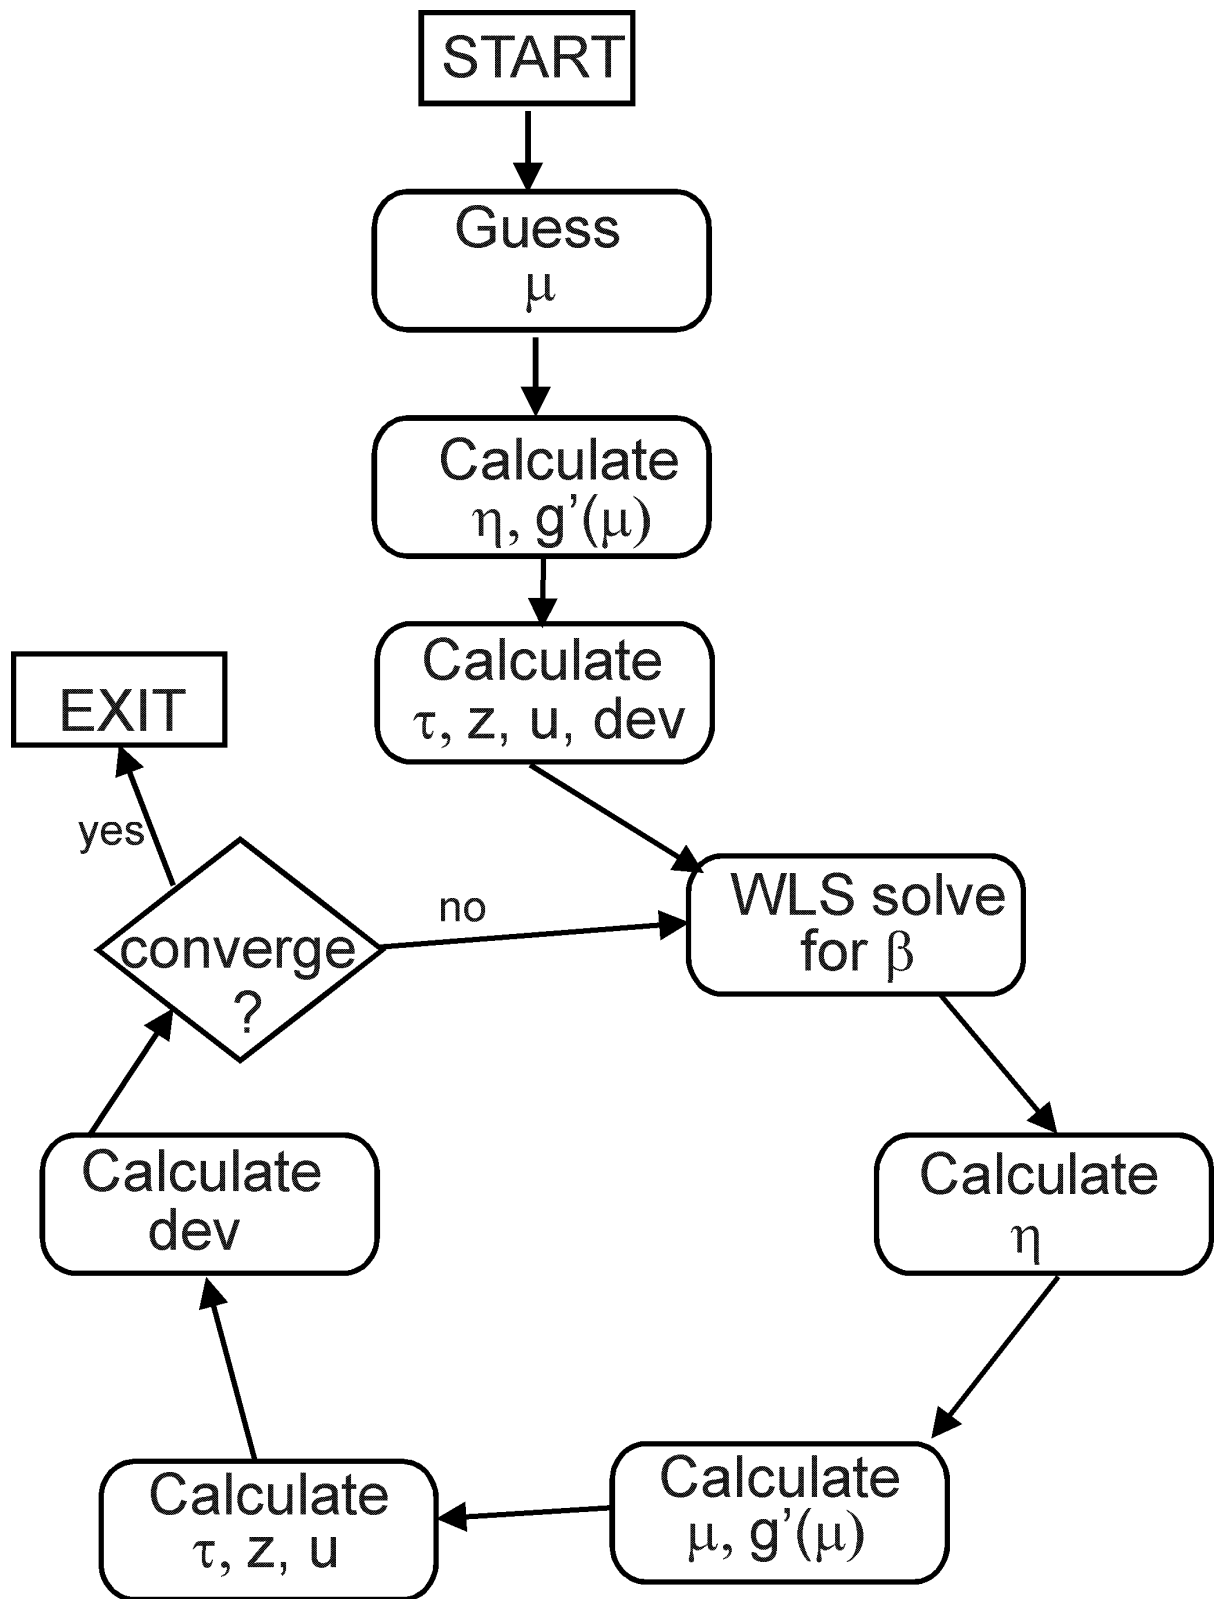 START
Guess
μ
Calculate
η, g’(μ)
Calculate
τ, z, u, dev
EXIT
yes
no
WLS solve
for β
converge
?
Calculate
η
Calculate
dev
Calculate
μ, g’(μ)
Calculate
τ, z, u